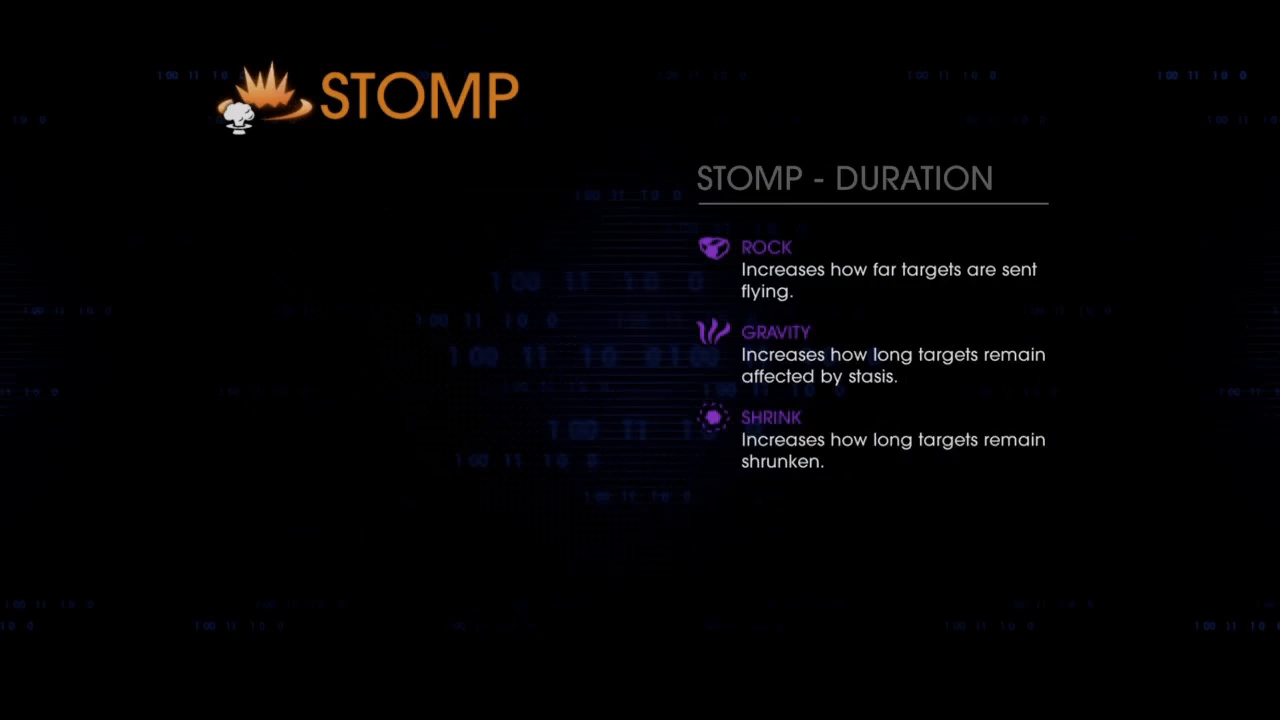 STOMP
STOMP - DURATION
ROCK
Increases how far targets are sent
flying.
GRAVITY
Increases how long targets remain
affected by stasis.
SHRINK
Increases how long targets remain
shrunken.